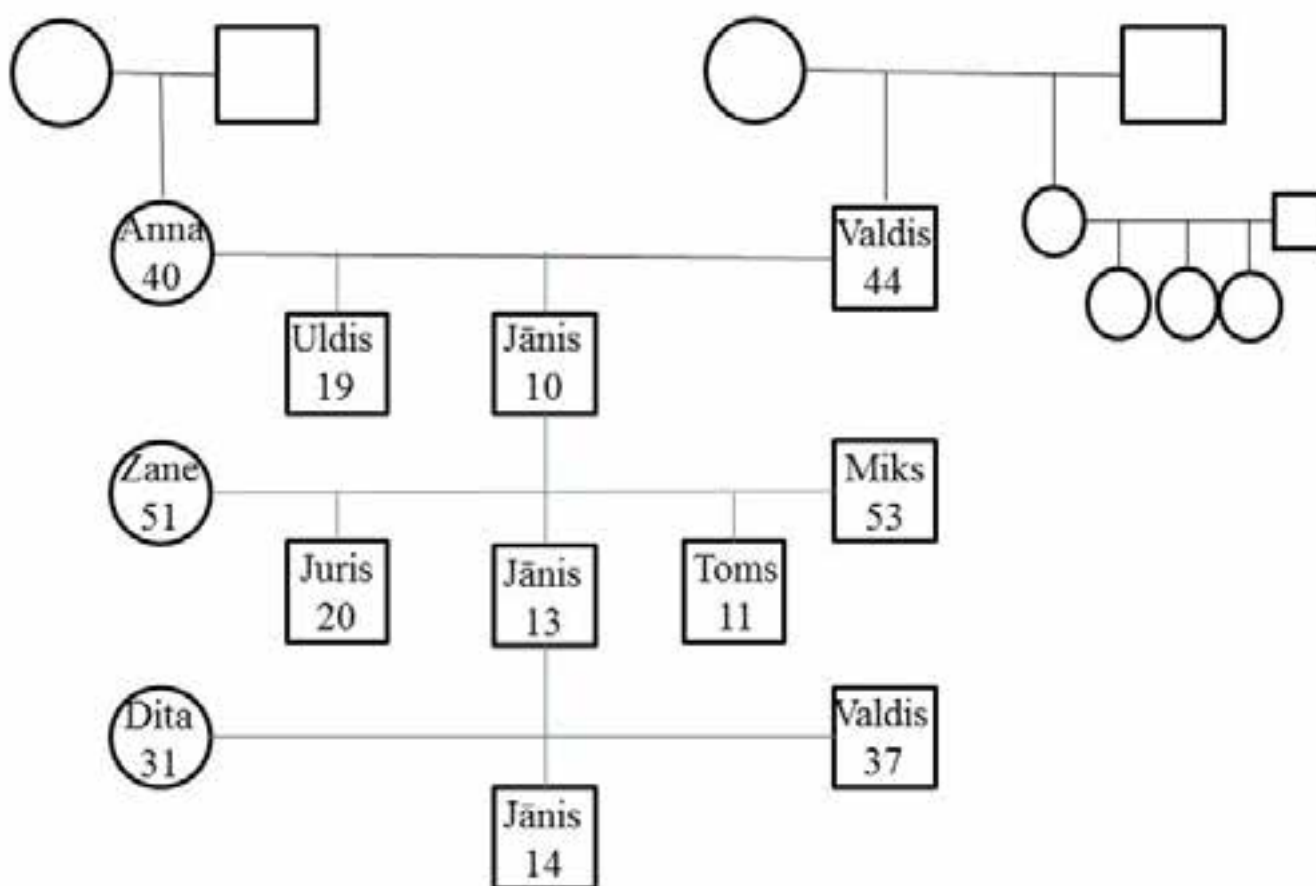 Anna
40
Valdis
44
Uldis
19
Jānis
10
Zane
51
Miks
53
Juris
20
Jānis
13
Toms
11
Dita
31
Valdis
37
Jānis
14